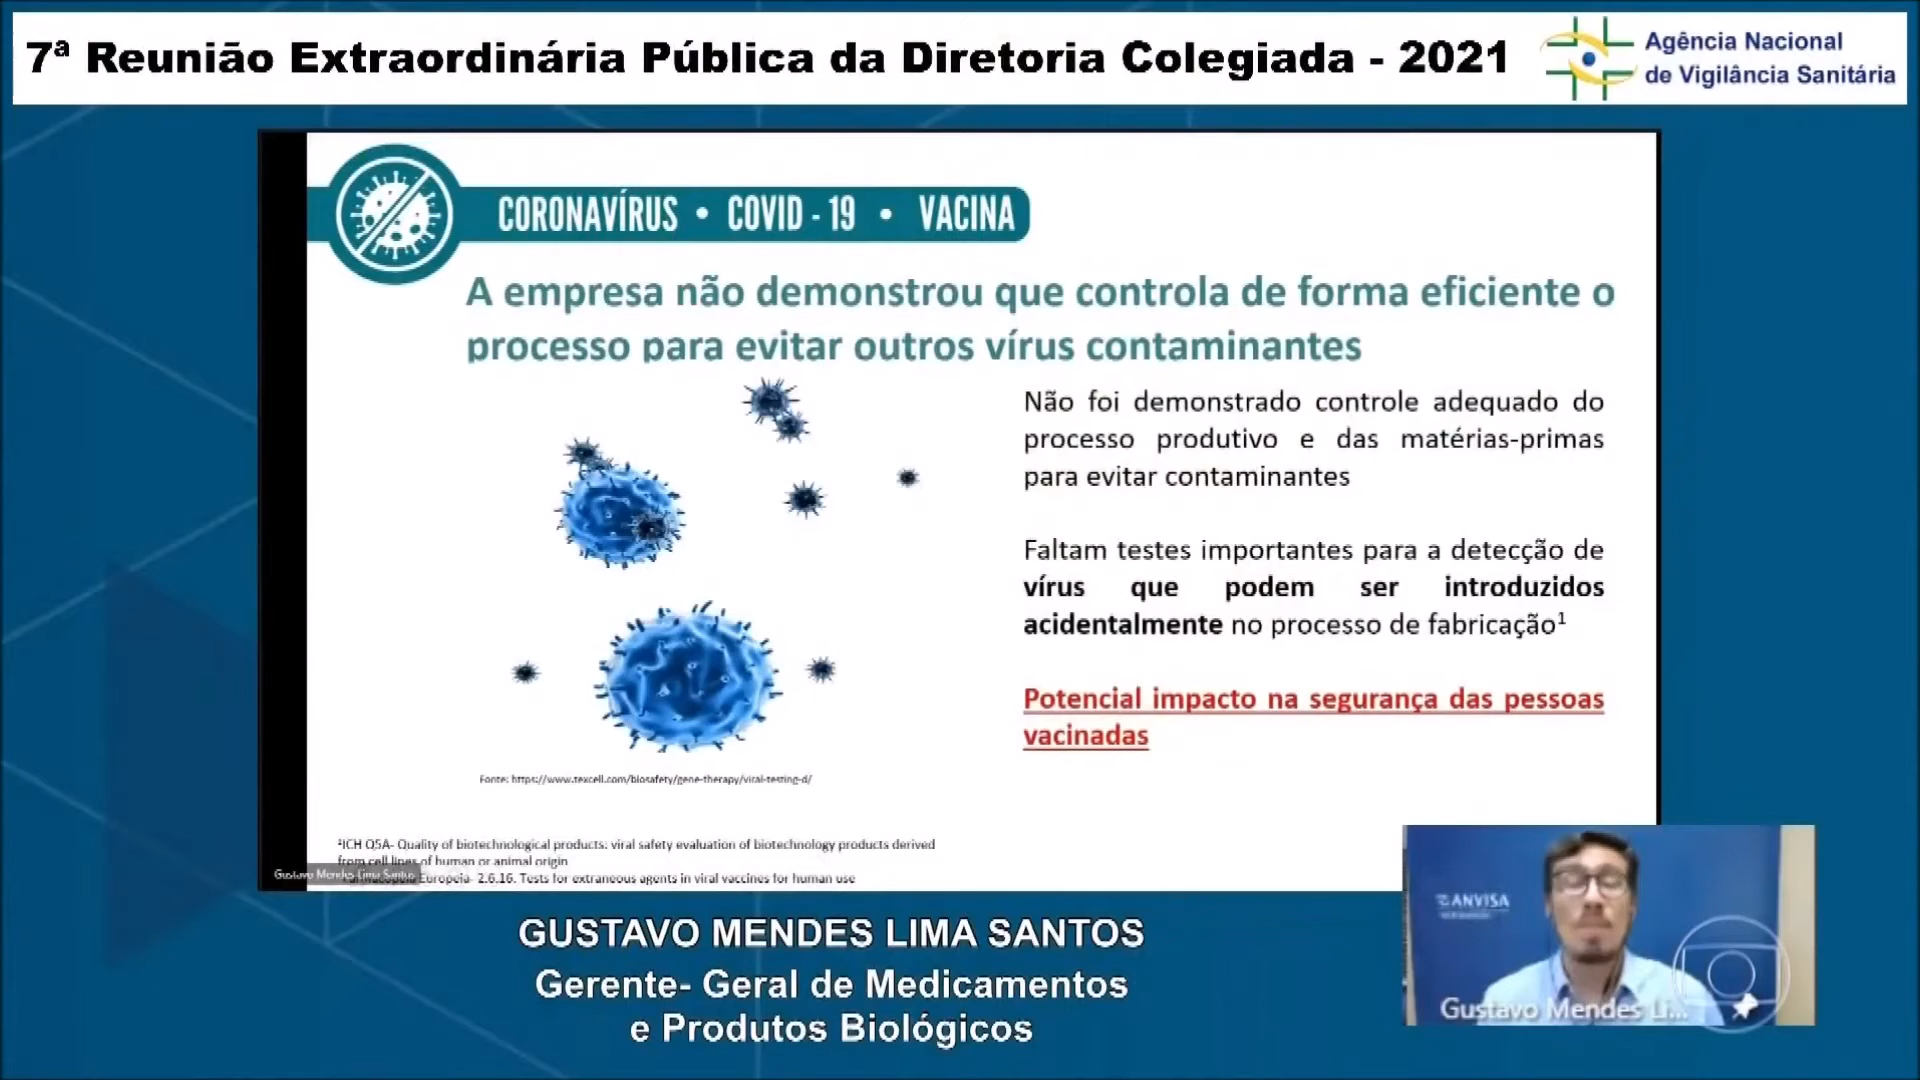 7ª Reunião Extraordinária Pública da Diretoria Colegiada - 2021
Agência Nacional
de Vigilância Sanitária
CORONAVÍRUS • COVID - 19 • VACINA
A empresa não demonstrou que controla de forma eficiente o
processo para evitar outros vírus contaminantes
Não foi demonstrado controle adequado do
processo produtivo e das matérias-primas
para evitar contaminantes
Faltam testes importantes para a detecção de
vírus que podem ser introduzidos
acidentalmente no processo de fabricação¹
Potencial impacto na segurança das pessoas
vacinadas
Fonte: https://www.texcell.com/biosafety/gene-therapy/viral-testing-d/
¹ICH Q5A- Quality of biotechnological products: viral safety evaluation of biotechnology products derived
from cell lines of human or animal origin
Europeia- 2.6.16. Tests for extraneous agents in viral vaccines for human use
Gustavo Mendes Lima Santos
ANVISA
Gustavo Mendes Li...
GUSTAVO MENDES LIMA SANTOS
Gerente- Geral de Medicamentos
e Produtos Biológicos